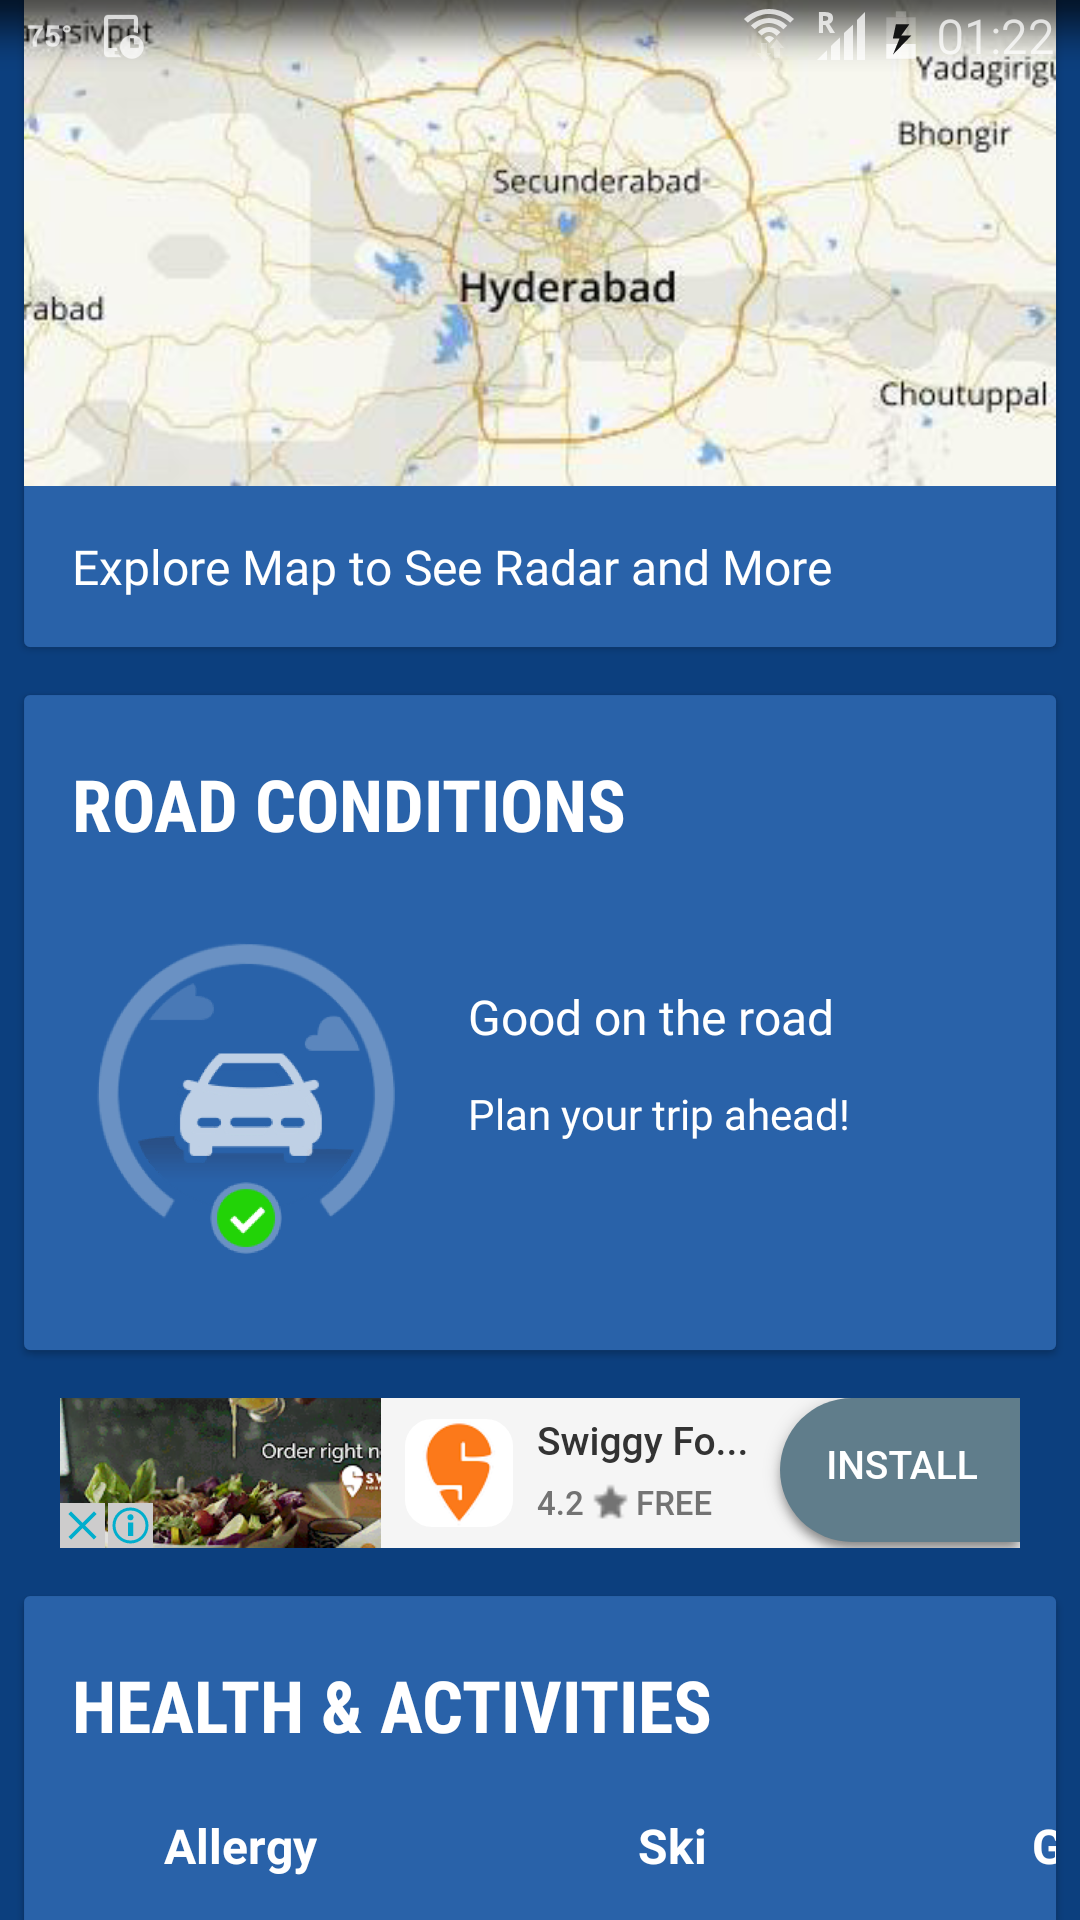 75°
R
01:22
Yadagirigu
Bhongir
Secunderabad
Hyderabad
rabad
Choutuppal
Explore Map to See Radar and More
ROAD CONDITIONS
Good on the road
Plan your trip ahead!
Order right n
Swiggy Fo...
4.2 ★ FREE
INSTALL
HEALTH & ACTIVITIES
Allergy
Ski
G